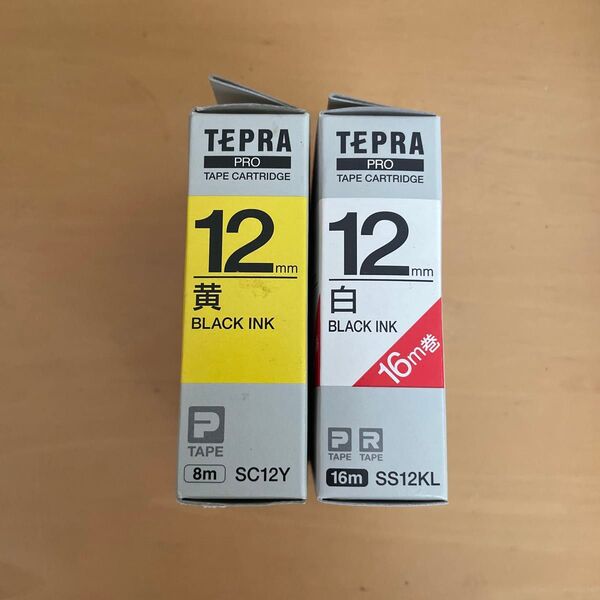 TEPRA
PRO
TAPE CARTRIDGE
12mm
黄
BLACK INK
P
TAPE
8m SC12Y
TEPRA
PRO
TAPE CARTRIDGE
12mm
白
BLACK INK
16m巻
P R
TAPE TAPE
16m SS12KL